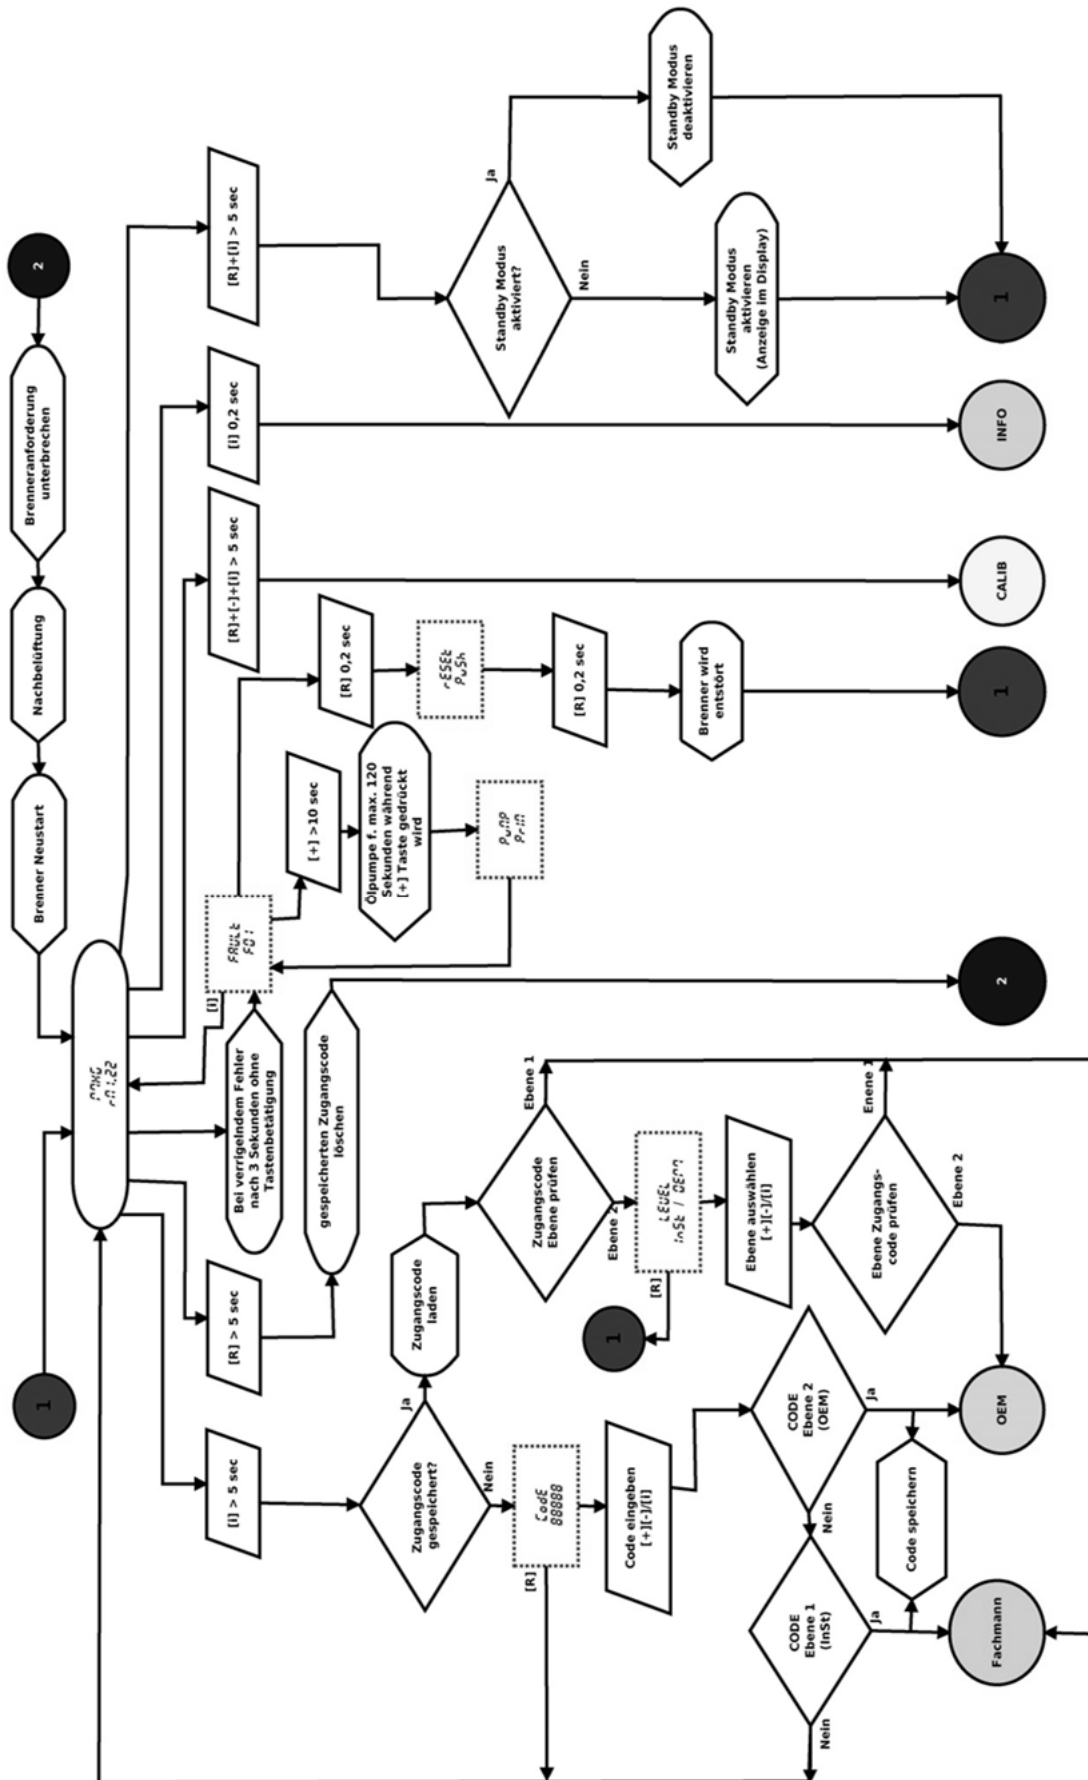 1
2
Brenner Neustart
Nachbelüftung
Brenneranforderung
unterbrechen
[i] > 5 sec
[R] > 5 sec
Bei verriegelndem Fehler
nach 3 Sekunden ohne
Tastenbetätigung
[i]
FAULt
F01
[R]+[-]+[i] > 5 sec
[i] 0,2 sec
[R]+[i] > 5 sec
gespeicherten Zugangscode
löschen
[+] >10 sec
[R] 0,2 sec
Ölpumpe f. max. 120
Sekunden während
[+] Taste gedrückt
wird
rESEt
PuSh
Zugangscode
gespeichert?
Ja
Nein
Zugangscode
laden
Standby Modus
aktiviert?
Ja
Nein
[R]
CodE
88888
Zugangscode
Ebene prüfen
Ebene 1
Ebene 2
PuMP
PrIM
[R] 0,2 sec
Code eingeben
[+][-]/[i]
1
[R]
LEVEL
InSt / OEM
Brenner wird
entstört
Standby Modus
aktivieren
(Anzeige im Display)
Standby Modus
deaktivieren
Ebene auswählen
[+][-]/[i]
CODE
Ebene 1
(InSt)
Nein
Ja
Nein
CODE
Ebene 2
(OEM)
Ja
Ebene Zugangs-
code prüfen
Enene 1
Ebene 2
Code speichern
Fachmann
OEM
2
1
CALIB
INFO
1